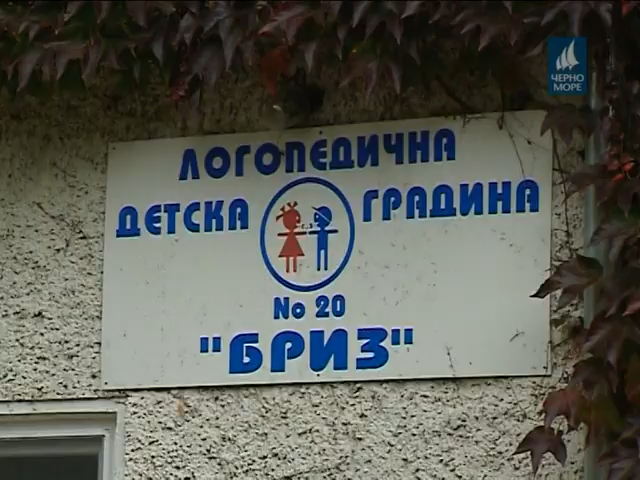 ЧЕРНО
МОРЕ
ЛОГОПЕДИЧНА
ДЕТСКА ГРАДИНА
No 20
"БРИЗ"